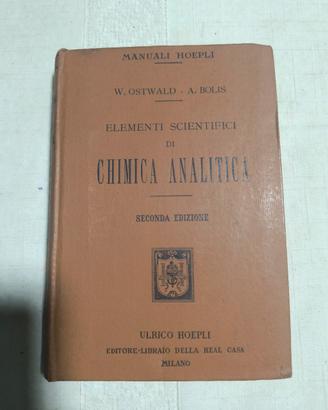 MANUALI HOEPLI
W. OSTWALD - A. BOLIS
ELEMENTI SCIENTIFICI
DI
CHIMICA ANALITICA
SECONDA EDIZIONE
ULRICO HOEPLI
EDITORE-LIBRAIO DELLA REAL CASA
MILANO